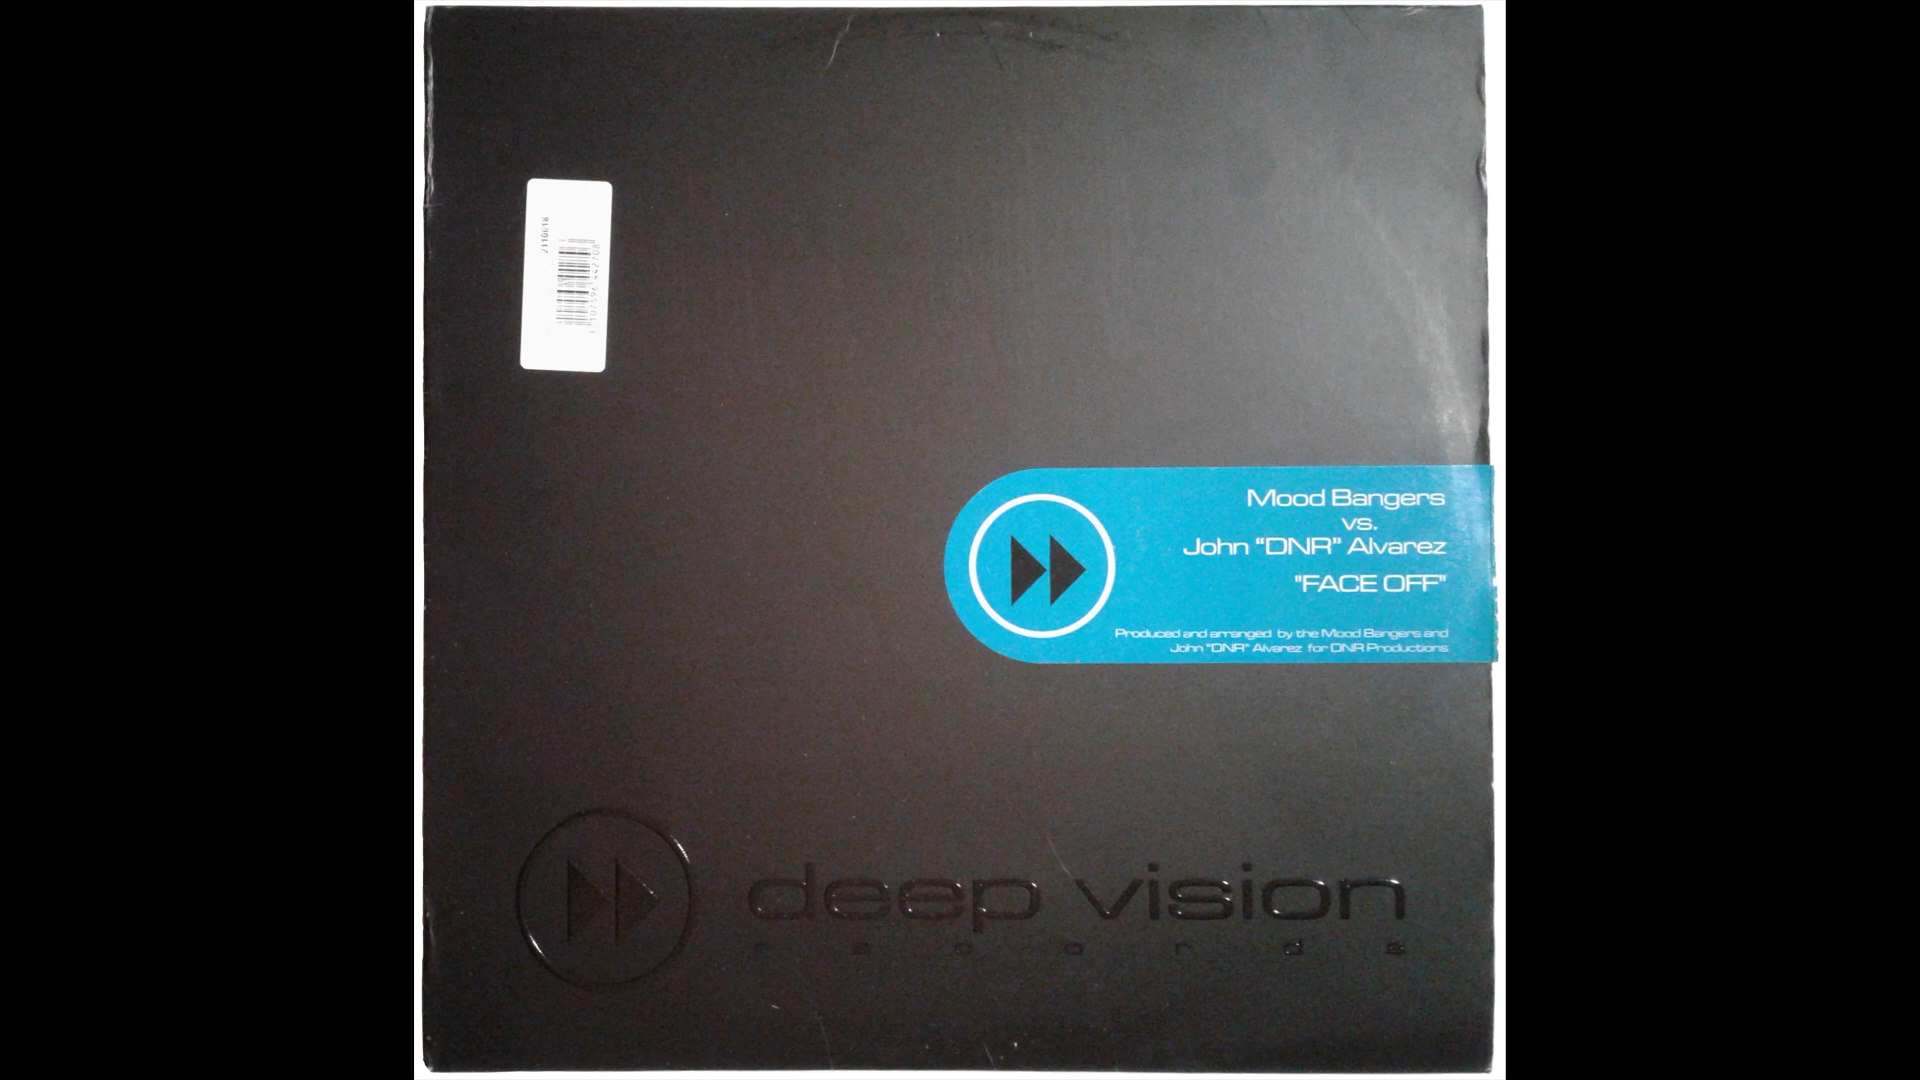 2110618
Mood Bangers
vs.
John “DNR” Alvarez
"FACE OFF"
Produced and arranged by the Mood Bangers and
John "DNR" Alvarez for DNR Productions
deep vision
records